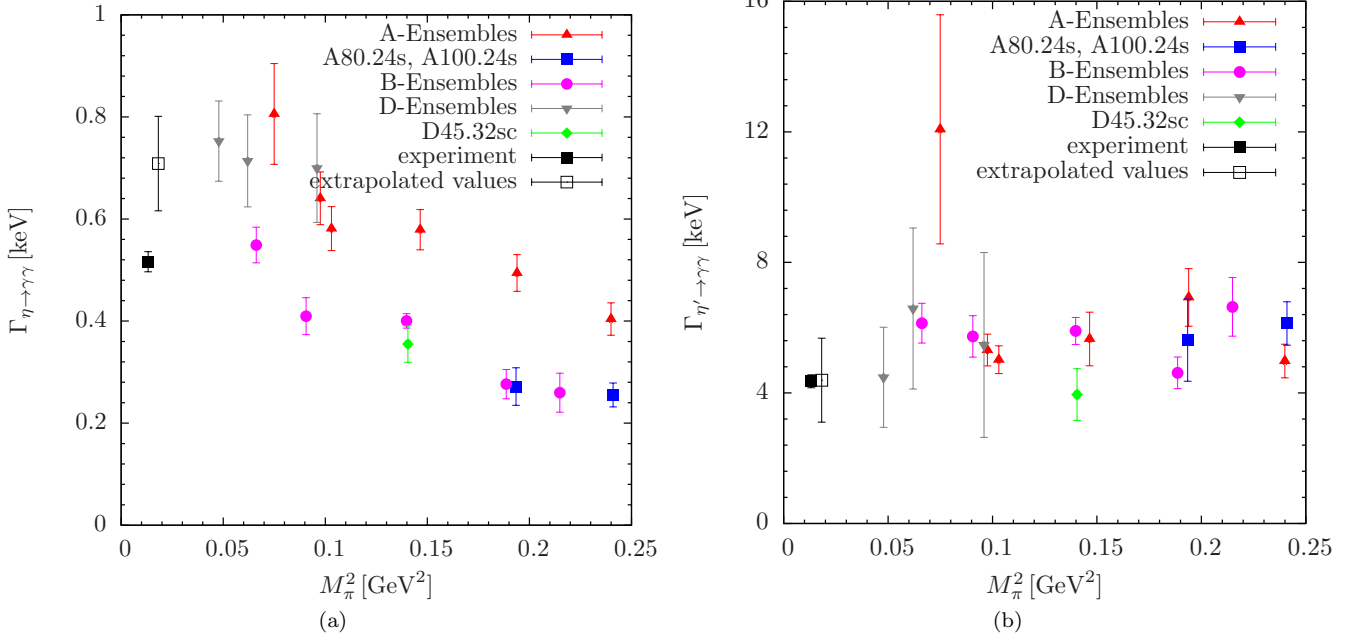 1
0.8
0.6
0.4
0.2
0
0
0.05
0.1
0.15
0.2
0.25
Γη→γγ [keV]
M²π [GeV²]
A-Ensembles
A80.24s, A100.24s
B-Ensembles
D-Ensembles
D45.32sc
experiment
extrapolated values
(a)
16
12
8
4
0
0
0.05
0.1
0.15
0.2
0.25
Γη′→γγ [keV]
M²π [GeV²]
A-Ensembles
A80.24s, A100.24s
B-Ensembles
D-Ensembles
D45.32sc
experiment
extrapolated values
(b)